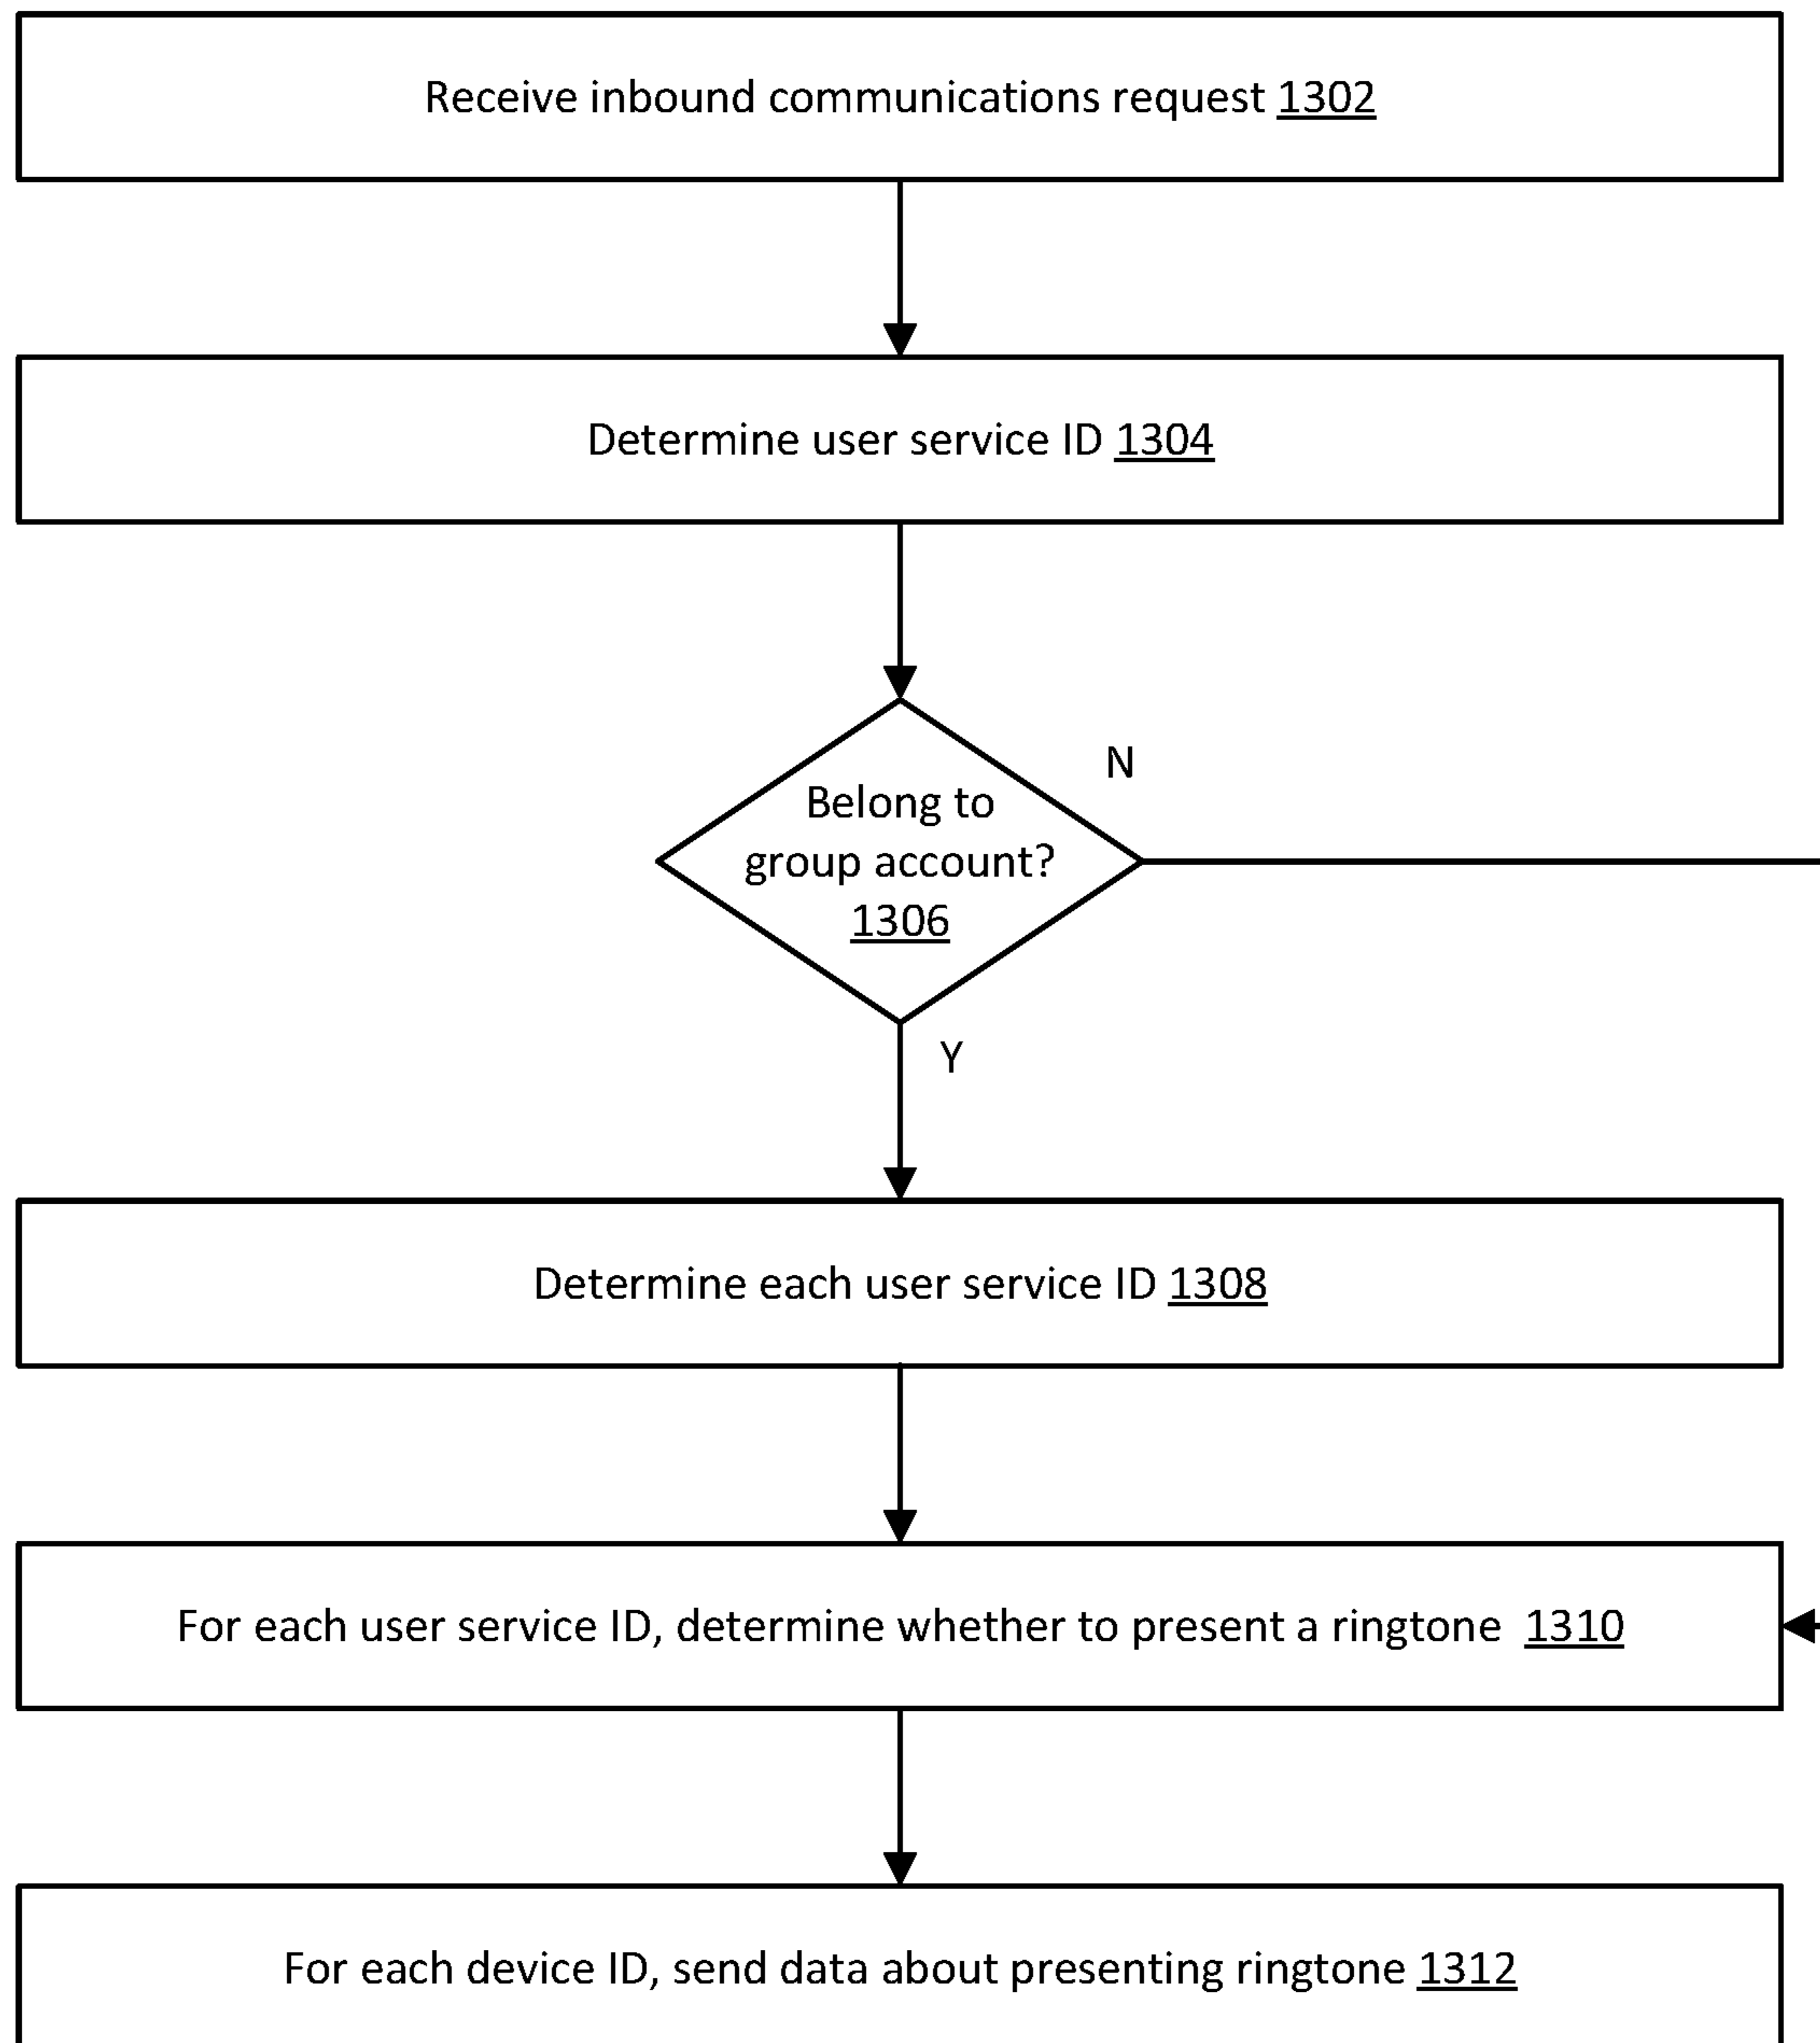 Receive inbound communications request 1302
Determine user service ID 1304
N
Belong to
group account?
1306
Y
Determine each user service ID 1308
For each user service ID, determine whether to present a ringtone 1310
For each device ID, send data about presenting ringtone 1312